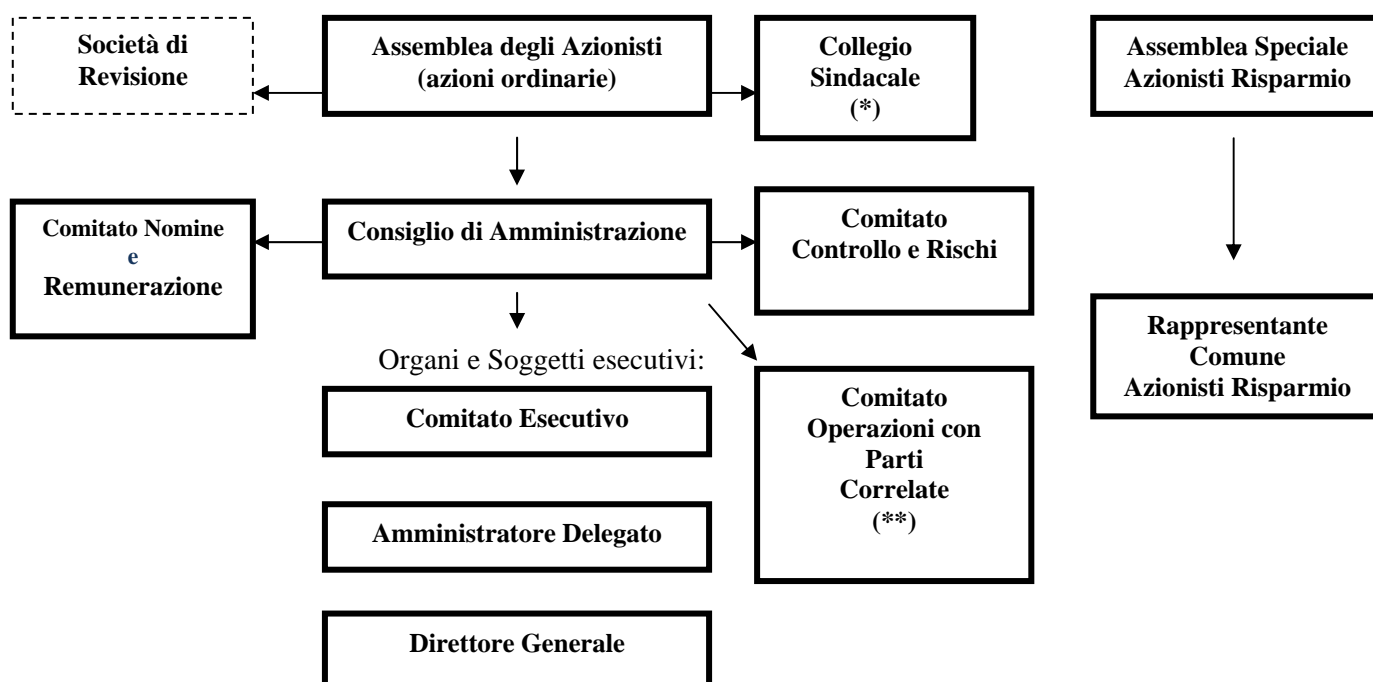 Società di
Revisione
Assemblea degli Azionisti
(azioni ordinarie)
Collegio
Sindacale
(*)
Assemblea Speciale
Azionisti Risparmio
Comitato Nomine
e
Remunerazione
Consiglio di Amministrazione
Comitato
Controllo e Rischi
Organi e Soggetti esecutivi:
Comitato Esecutivo
Amministratore Delegato
Direttore Generale
Comitato
Operazioni con
Parti
Correlate
(**)
Rappresentante
Comune
Azionisti Risparmio